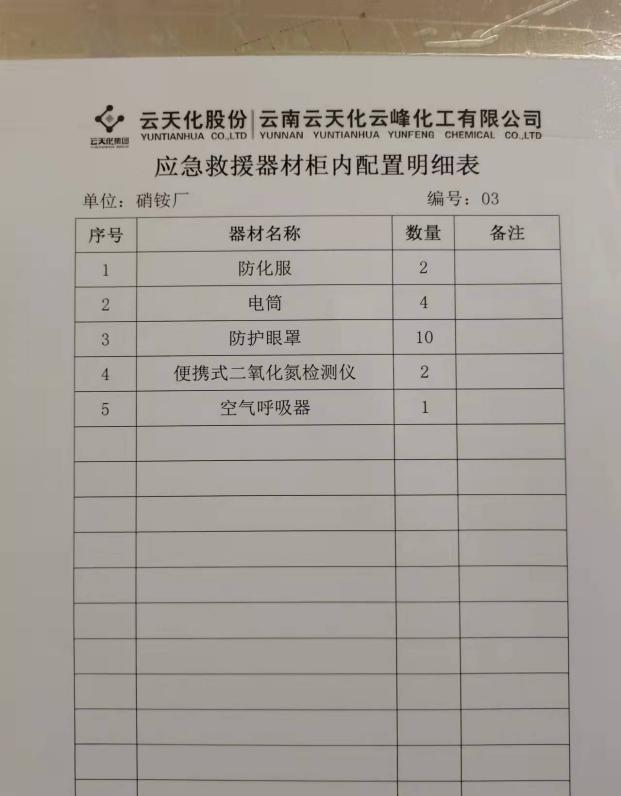 云天化股份 云南云天化云峰化工有限公司
云天化集团 YUNTIANHUA CO.,LTD YUNNAN YUNTIANHUA YUNFENG CHEMICAL CO.,LTD
应急救援器材柜内配置明细表
单位：硝铵厂 编号：03
序号 器材名称 数量 备注
1 防化服 2
2 电筒 4
3 防护眼罩 10
4 便携式二氧化氮检测仪 2
5 空气呼吸器 1